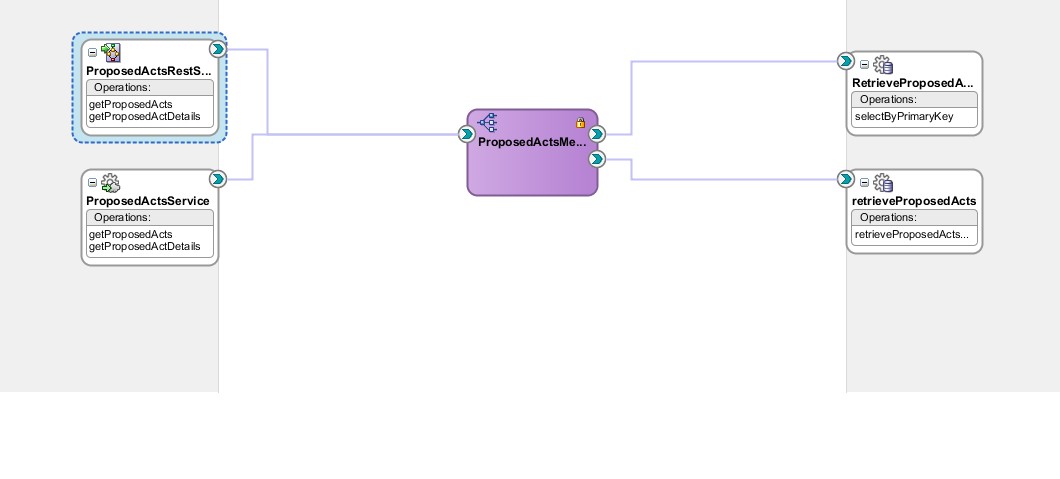 ProposedActsRestS...
Operations:
getProposedActs
getProposedActDetails
ProposedActsService
Operations:
getProposedActs
getProposedActDetails
ProposedActsMe...
RetrieveProposedA...
Operations:
selectByPrimaryKey
retrieveProposedActs
Operations:
retrieveProposedActs...